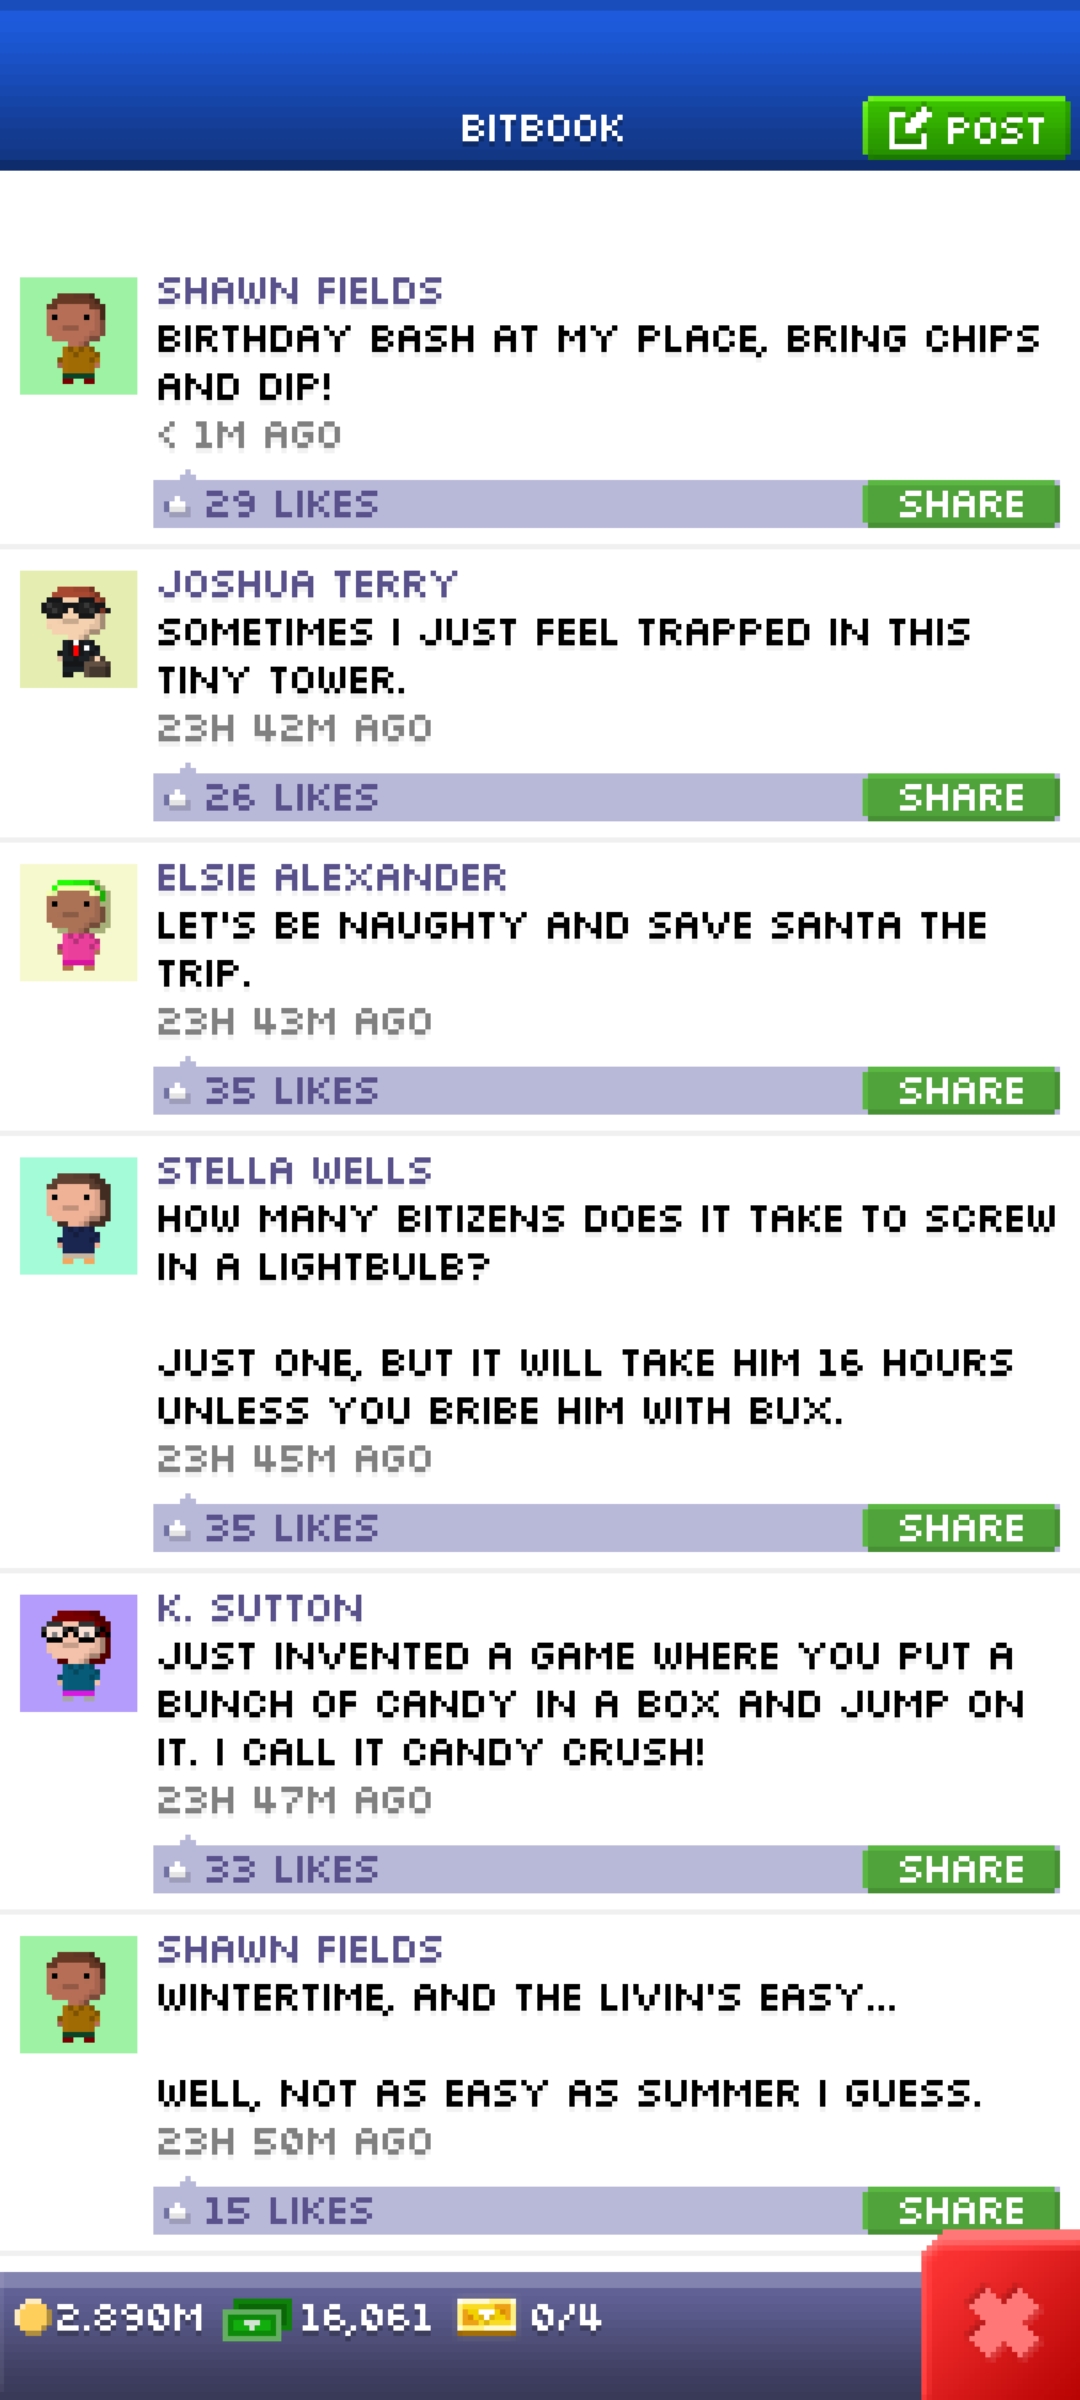 BITBOOK
POST
SHAWN FIELDS
BIRTHDAY BASH AT MY PLACE, BRING CHIPS
AND DIP!
< 1M AGO
29 LIKES
SHARE
JOSHUA TERRY
SOMETIMES I JUST FEEL TRAPPED IN THIS
TINY TOWER.
23H 42M AGO
26 LIKES
SHARE
ELSIE ALEXANDER
LET'S BE NAUGHTY AND SAVE SANTA THE
TRIP.
23H 43M AGO
35 LIKES
SHARE
STELLA WELLS
HOW MANY BITIZENS DOES IT TAKE TO SCREW
IN A LIGHTBULB?
JUST ONE, BUT IT WILL TAKE HIM 16 HOURS
UNLESS YOU BRIBE HIM WITH BUX.
23H 45M AGO
35 LIKES
SHARE
K. SUTTON
JUST INVENTED A GAME WHERE YOU PUT A
BUNCH OF CANDY IN A BOX AND JUMP ON
IT. I CALL IT CANDY CRUSH!
23H 47M AGO
33 LIKES
SHARE
SHAWN FIELDS
WINTERTIME, AND THE LIVIN'S EASY...
WELL, NOT AS EASY AS SUMMER I GUESS.
23H 50M AGO
15 LIKES
SHARE
2.890M 16,061 0/4